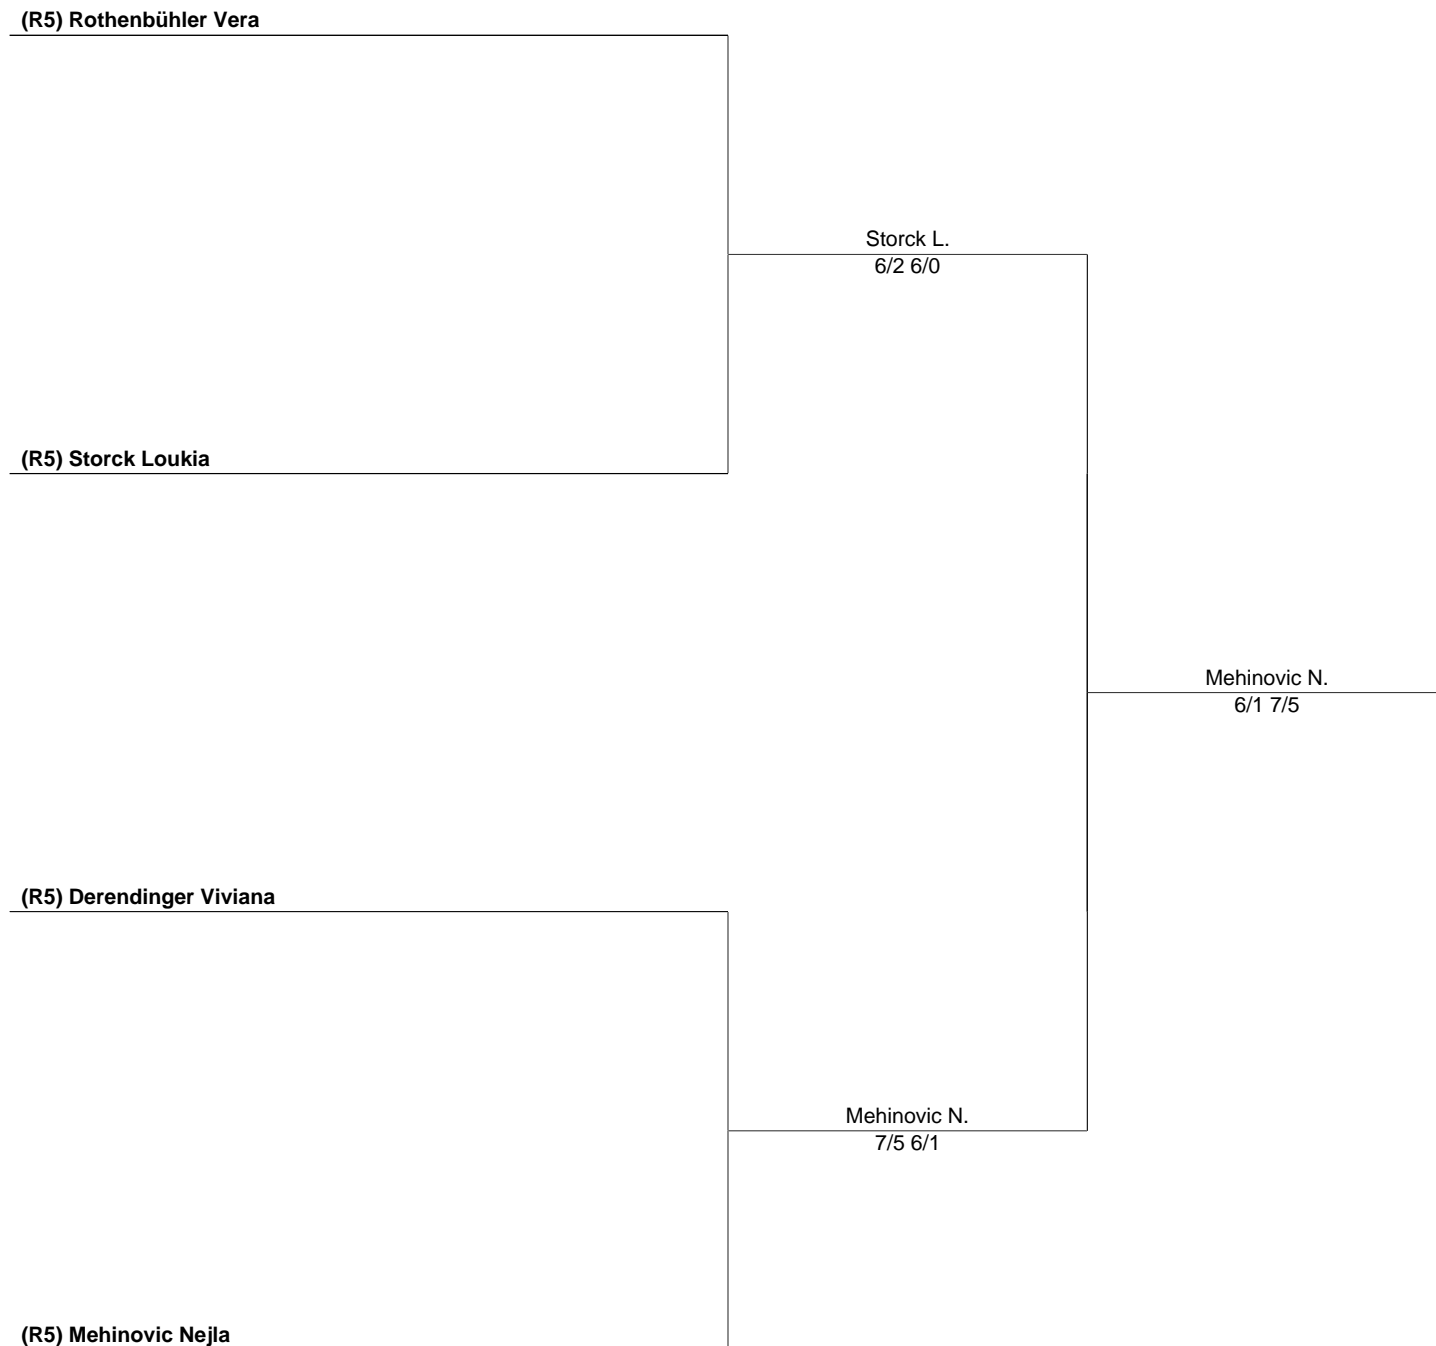 (R5) Rothenbühler Vera
Storck L.
6/2 6/0
(R5) Storck Loukia
Mehinovic N.
6/1 7/5
(R5) Derendinger Viviana
Mehinovic N.
7/5 6/1
(R5) Mehinovic Nejla